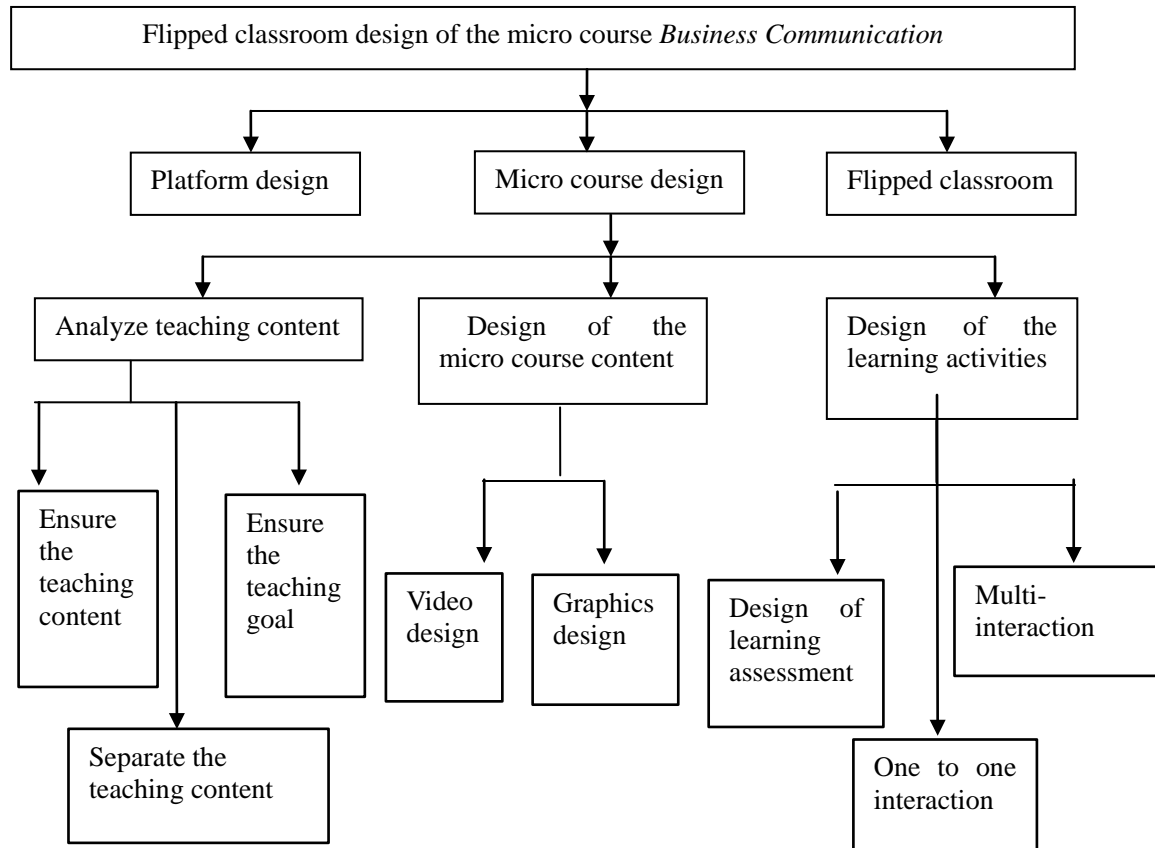 Flipped classroom design of the micro course Business Communication
Platform design
Micro course design
Flipped classroom
Analyze teaching content
Design of the
micro course content
Design of the
learning activities
Ensure
the
teaching
content
Ensure
the
teaching
goal
Video
design
Graphics
design
Design of
learning
assessment
Multi-
interaction
Separate the
teaching content
One to one
interaction